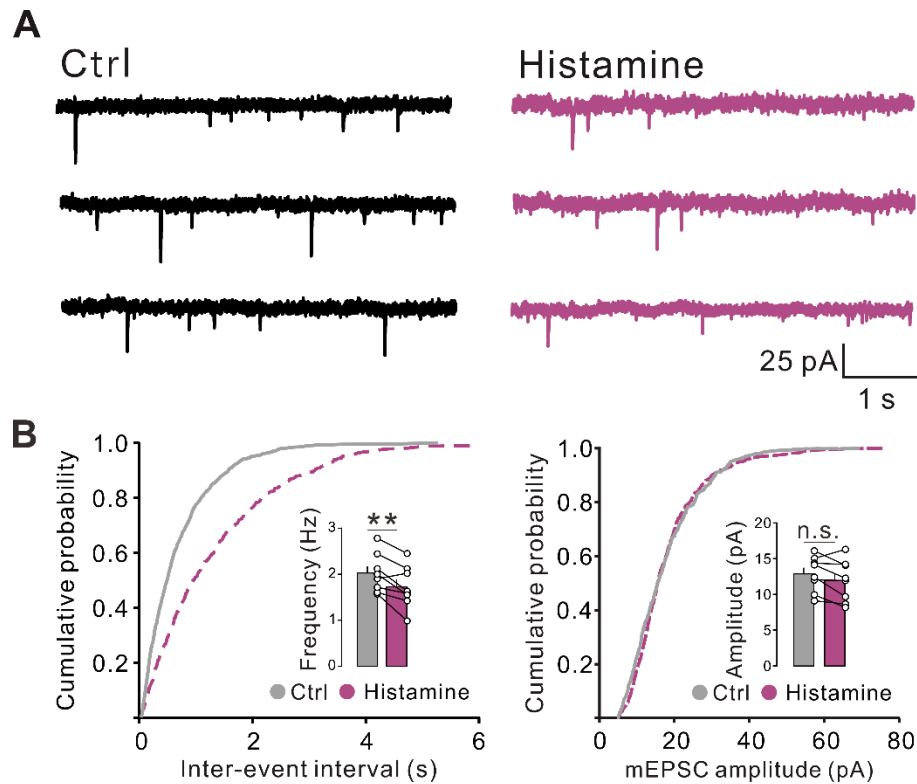 A
Ctrl
Histamine
25 pA
1 s
B
Cumulative probability
1.0
0.8
0.6
0.4
0.2
0
2
4
6
Inter-event interval (s)
Frequency (Hz)
3
2
1
0
**
Ctrl
Histamine
Cumulative probability
1.0
0.8
0.6
0.4
0.2
0
20
40
60
80
mEPSC amplitude (pA)
Amplitude (pA)
20
15
10
5
0
n.s.
Ctrl
Histamine